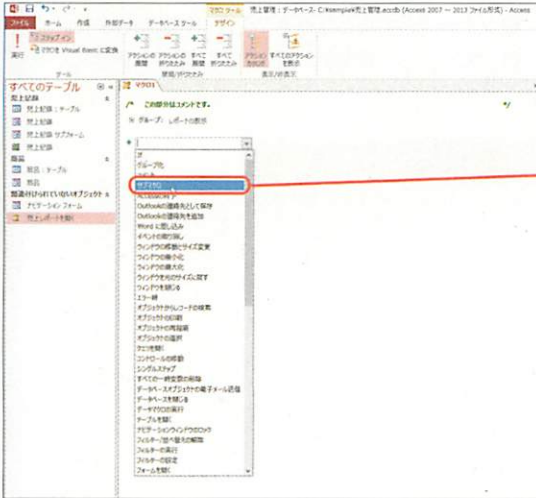 マクロ ツール
売上管理 : データベース- C:¥sample¥売上管理.accdb (Access 2007 ～ 2013 ファイル形式) - Access
ファイル ホーム 作成 外部データ データベース ツール デザイン
実行
ステップ イン
マクロを Visual Basic に変換
アクションの展開
アクションの折りたたみ
すべて展開
すべて折りたたみ
アクションカタログ
すべてのアクションを表示
ツール
展開/折りたたみ
表示/非表示
すべてのテーブル
売上記録
売上記録 : テーブル
売上記録
売上記録 サブフォーム
売上記録
商品
商品 : テーブル
商品
関連付けられていないオブジェクト
ナビゲーション フォーム
売上レポートを開く
マクロ1
/* この部分はコメントです。 */
グループ: レポートの表示
グループ化
サブマクロ
Outlookの連絡先として保存
Outlookの連絡先を追加
Word に差し込み
イベントの取り消し
ウィンドウの移動とサイズ変更
ウィンドウの最小化
ウィンドウの最大化
ウィンドウを元のサイズに戻す
ウィンドウを閉じる
エラー時
オブジェクトからレコードの検索
オブジェクトの印刷
オブジェクトの再描画
オブジェクトの選択
クエリを開く
コントロールの移動
シングルステップ
すべての一時変数の削除
データベースオブジェクトの電子メール送信
データベースを閉じる
データマクロの実行
テーブルを開く
ナビゲーションウィンドウのロック
フィルター/並べ替えの解除
フィルターの実行
フィルターの設定
フォームを開く